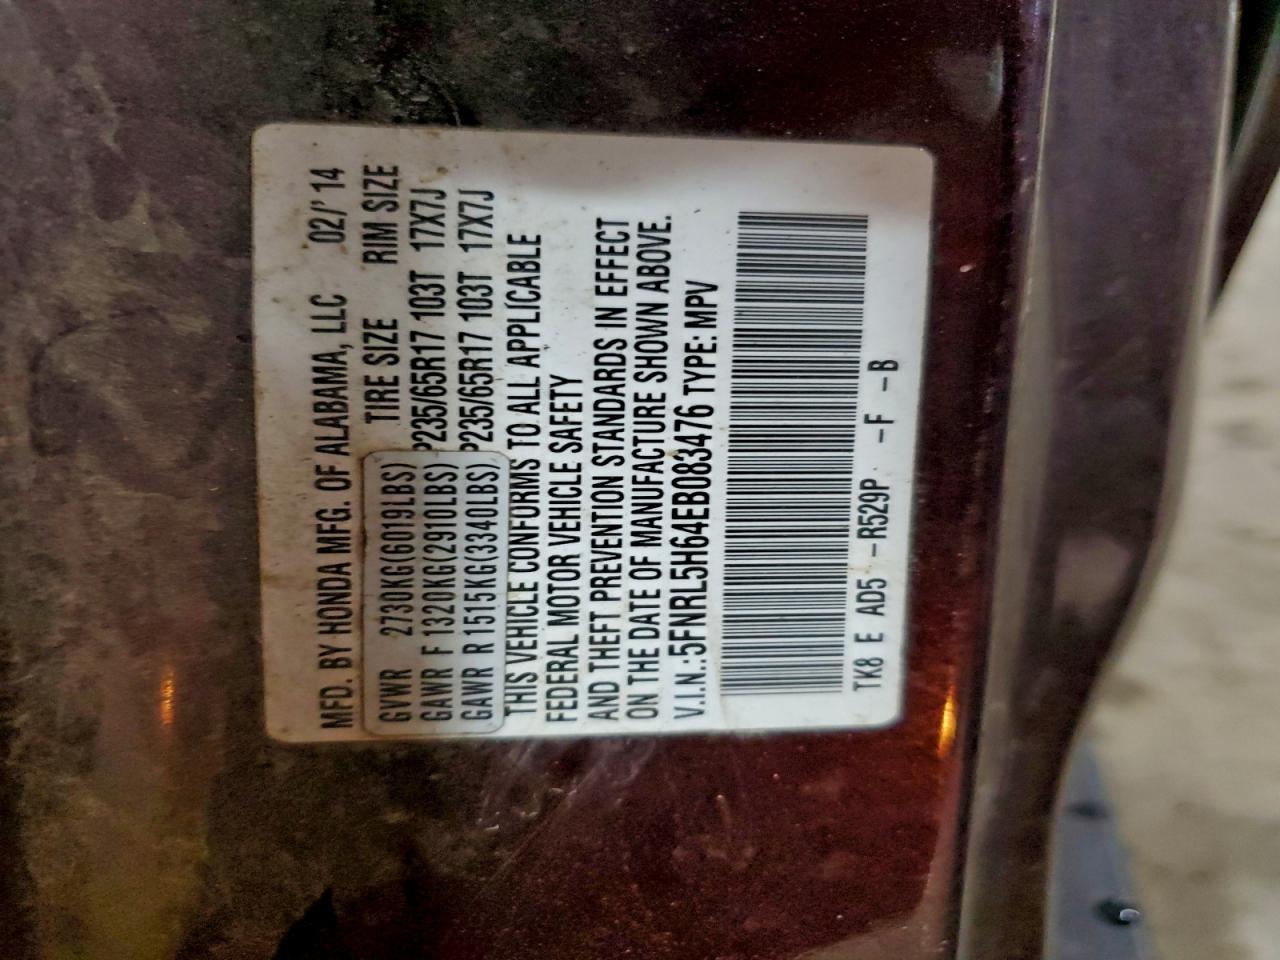 MFD. BY HONDA MFG. OF ALABAMA, LLC 02/'14
TIRE SIZE RIM SIZE
GVWR 2730KG(6019LBS)
GAWR F 1320KG(2910LBS) P235/65R17 103T 17X7J
GAWR R 1515KG(3340LBS) P235/65R17 103T 17X7J
THIS VEHICLE CONFORMS TO ALL APPLICABLE
FEDERAL MOTOR VEHICLE SAFETY
AND THEFT PREVENTION STANDARDS IN EFFECT
ON THE DATE OF MANUFACTURE SHOWN ABOVE.
V.I.N.:5FNRL5H64EB083476 TYPE: MPV
TK8 E AD5 -R529P -F -B